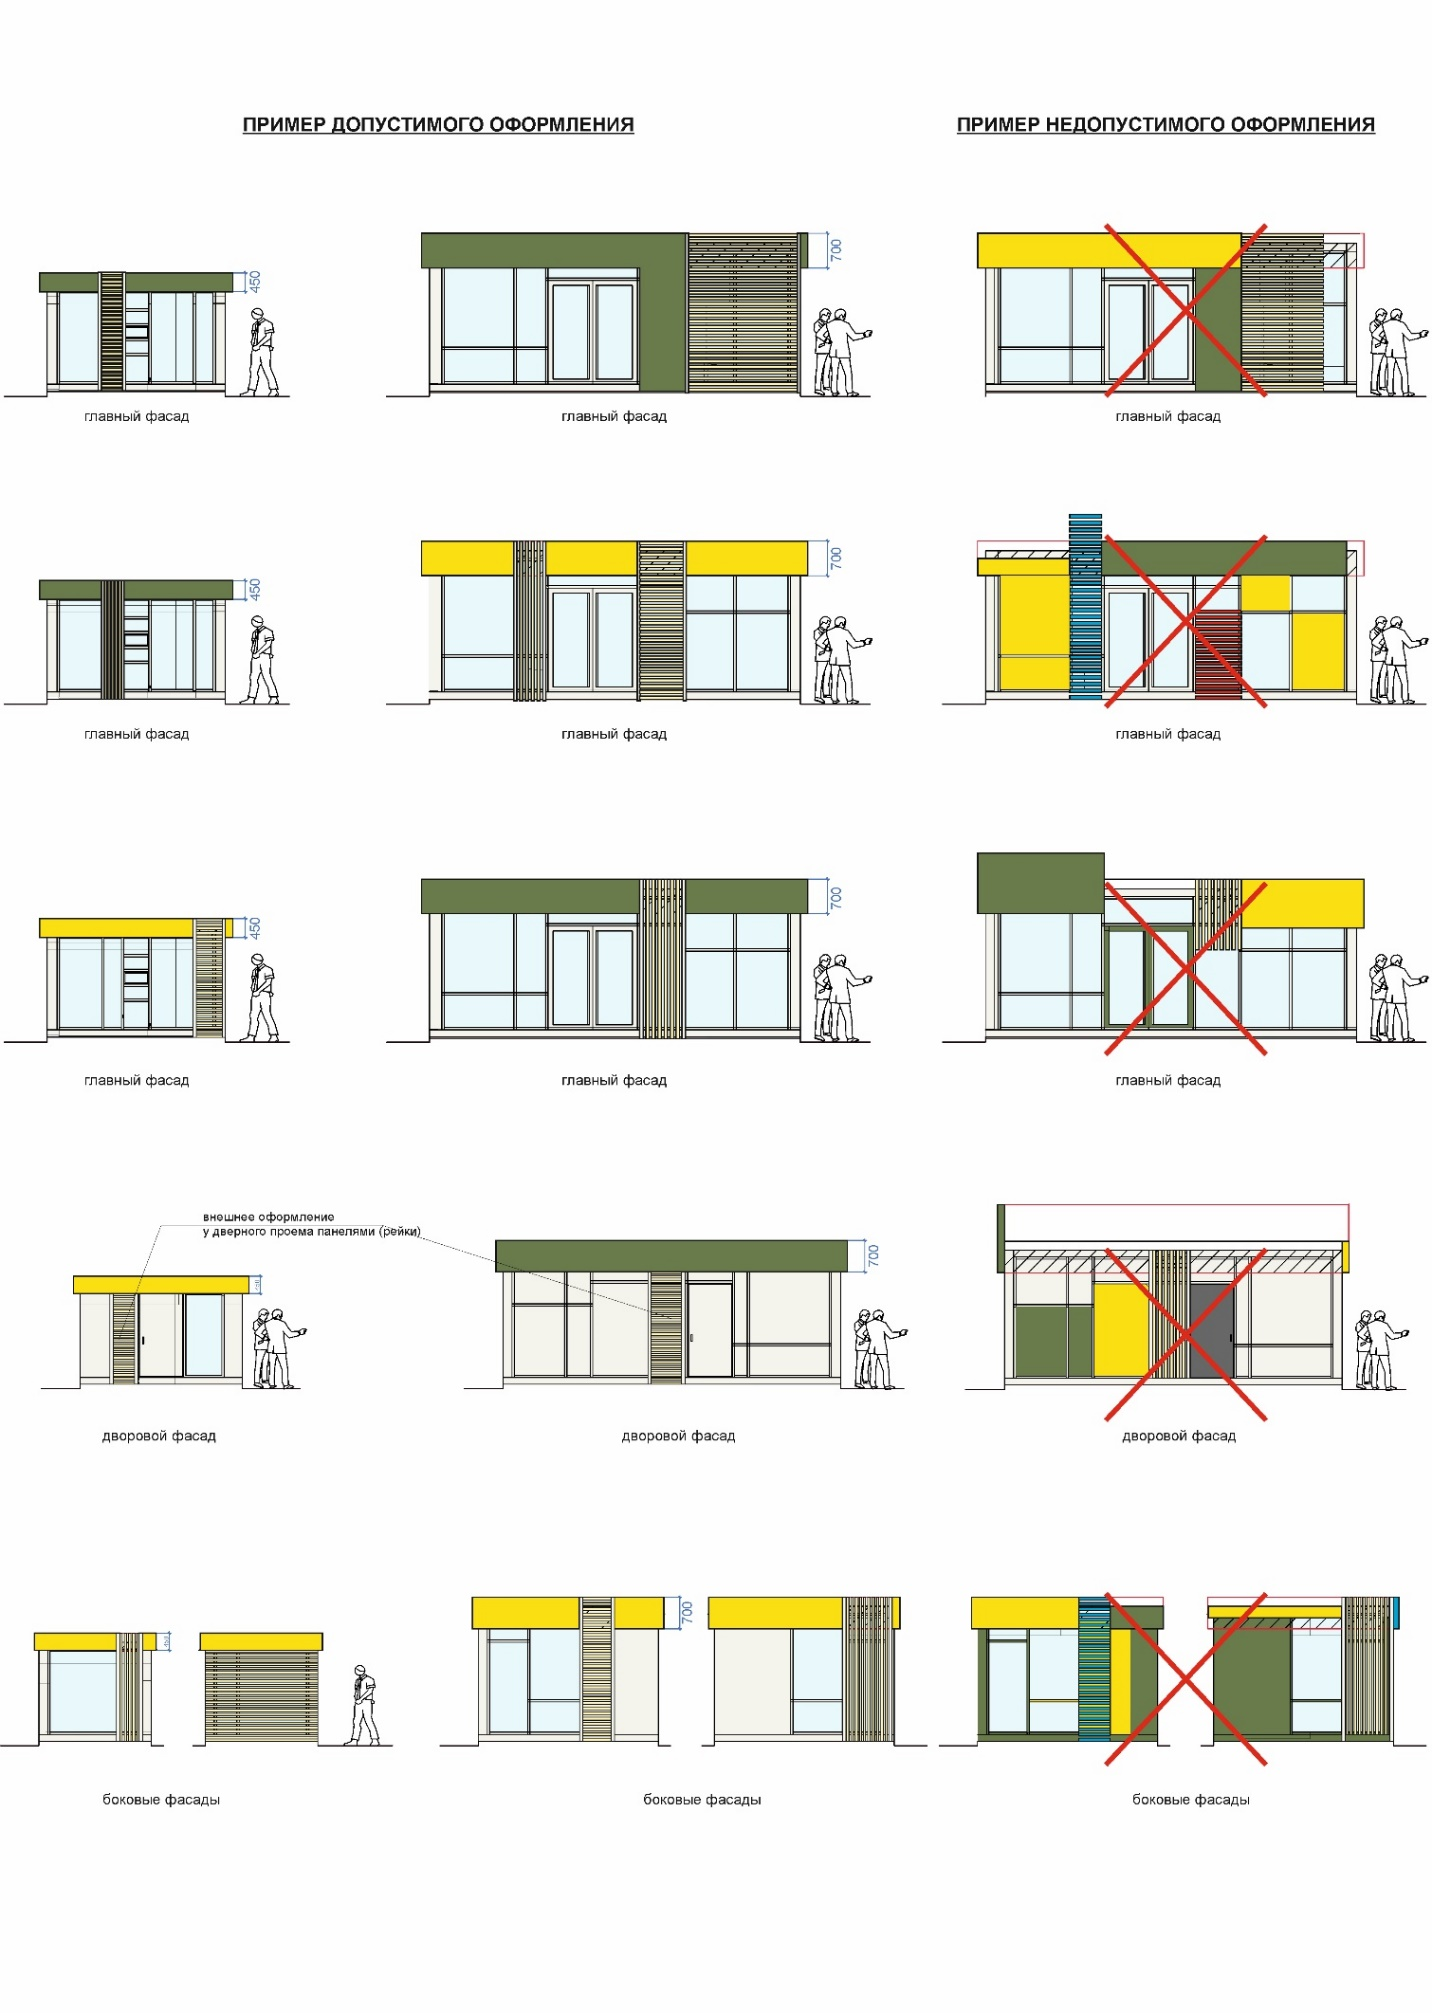 ПРИМЕР ДОПУСТИМОГО ОФОРМЛЕНИЯ
ПРИМЕР НЕДОПУСТИМОГО ОФОРМЛЕНИЯ
450
700
главный фасад
главный фасад
главный фасад
450
700
главный фасад
главный фасад
главный фасад
450
700
главный фасад
главный фасад
главный фасад
внешнее оформление
у дверного проема панелями (рейки)
700
дворовой фасад
дворовой фасад
дворовой фасад
700
боковые фасады
боковые фасады
боковые фасады